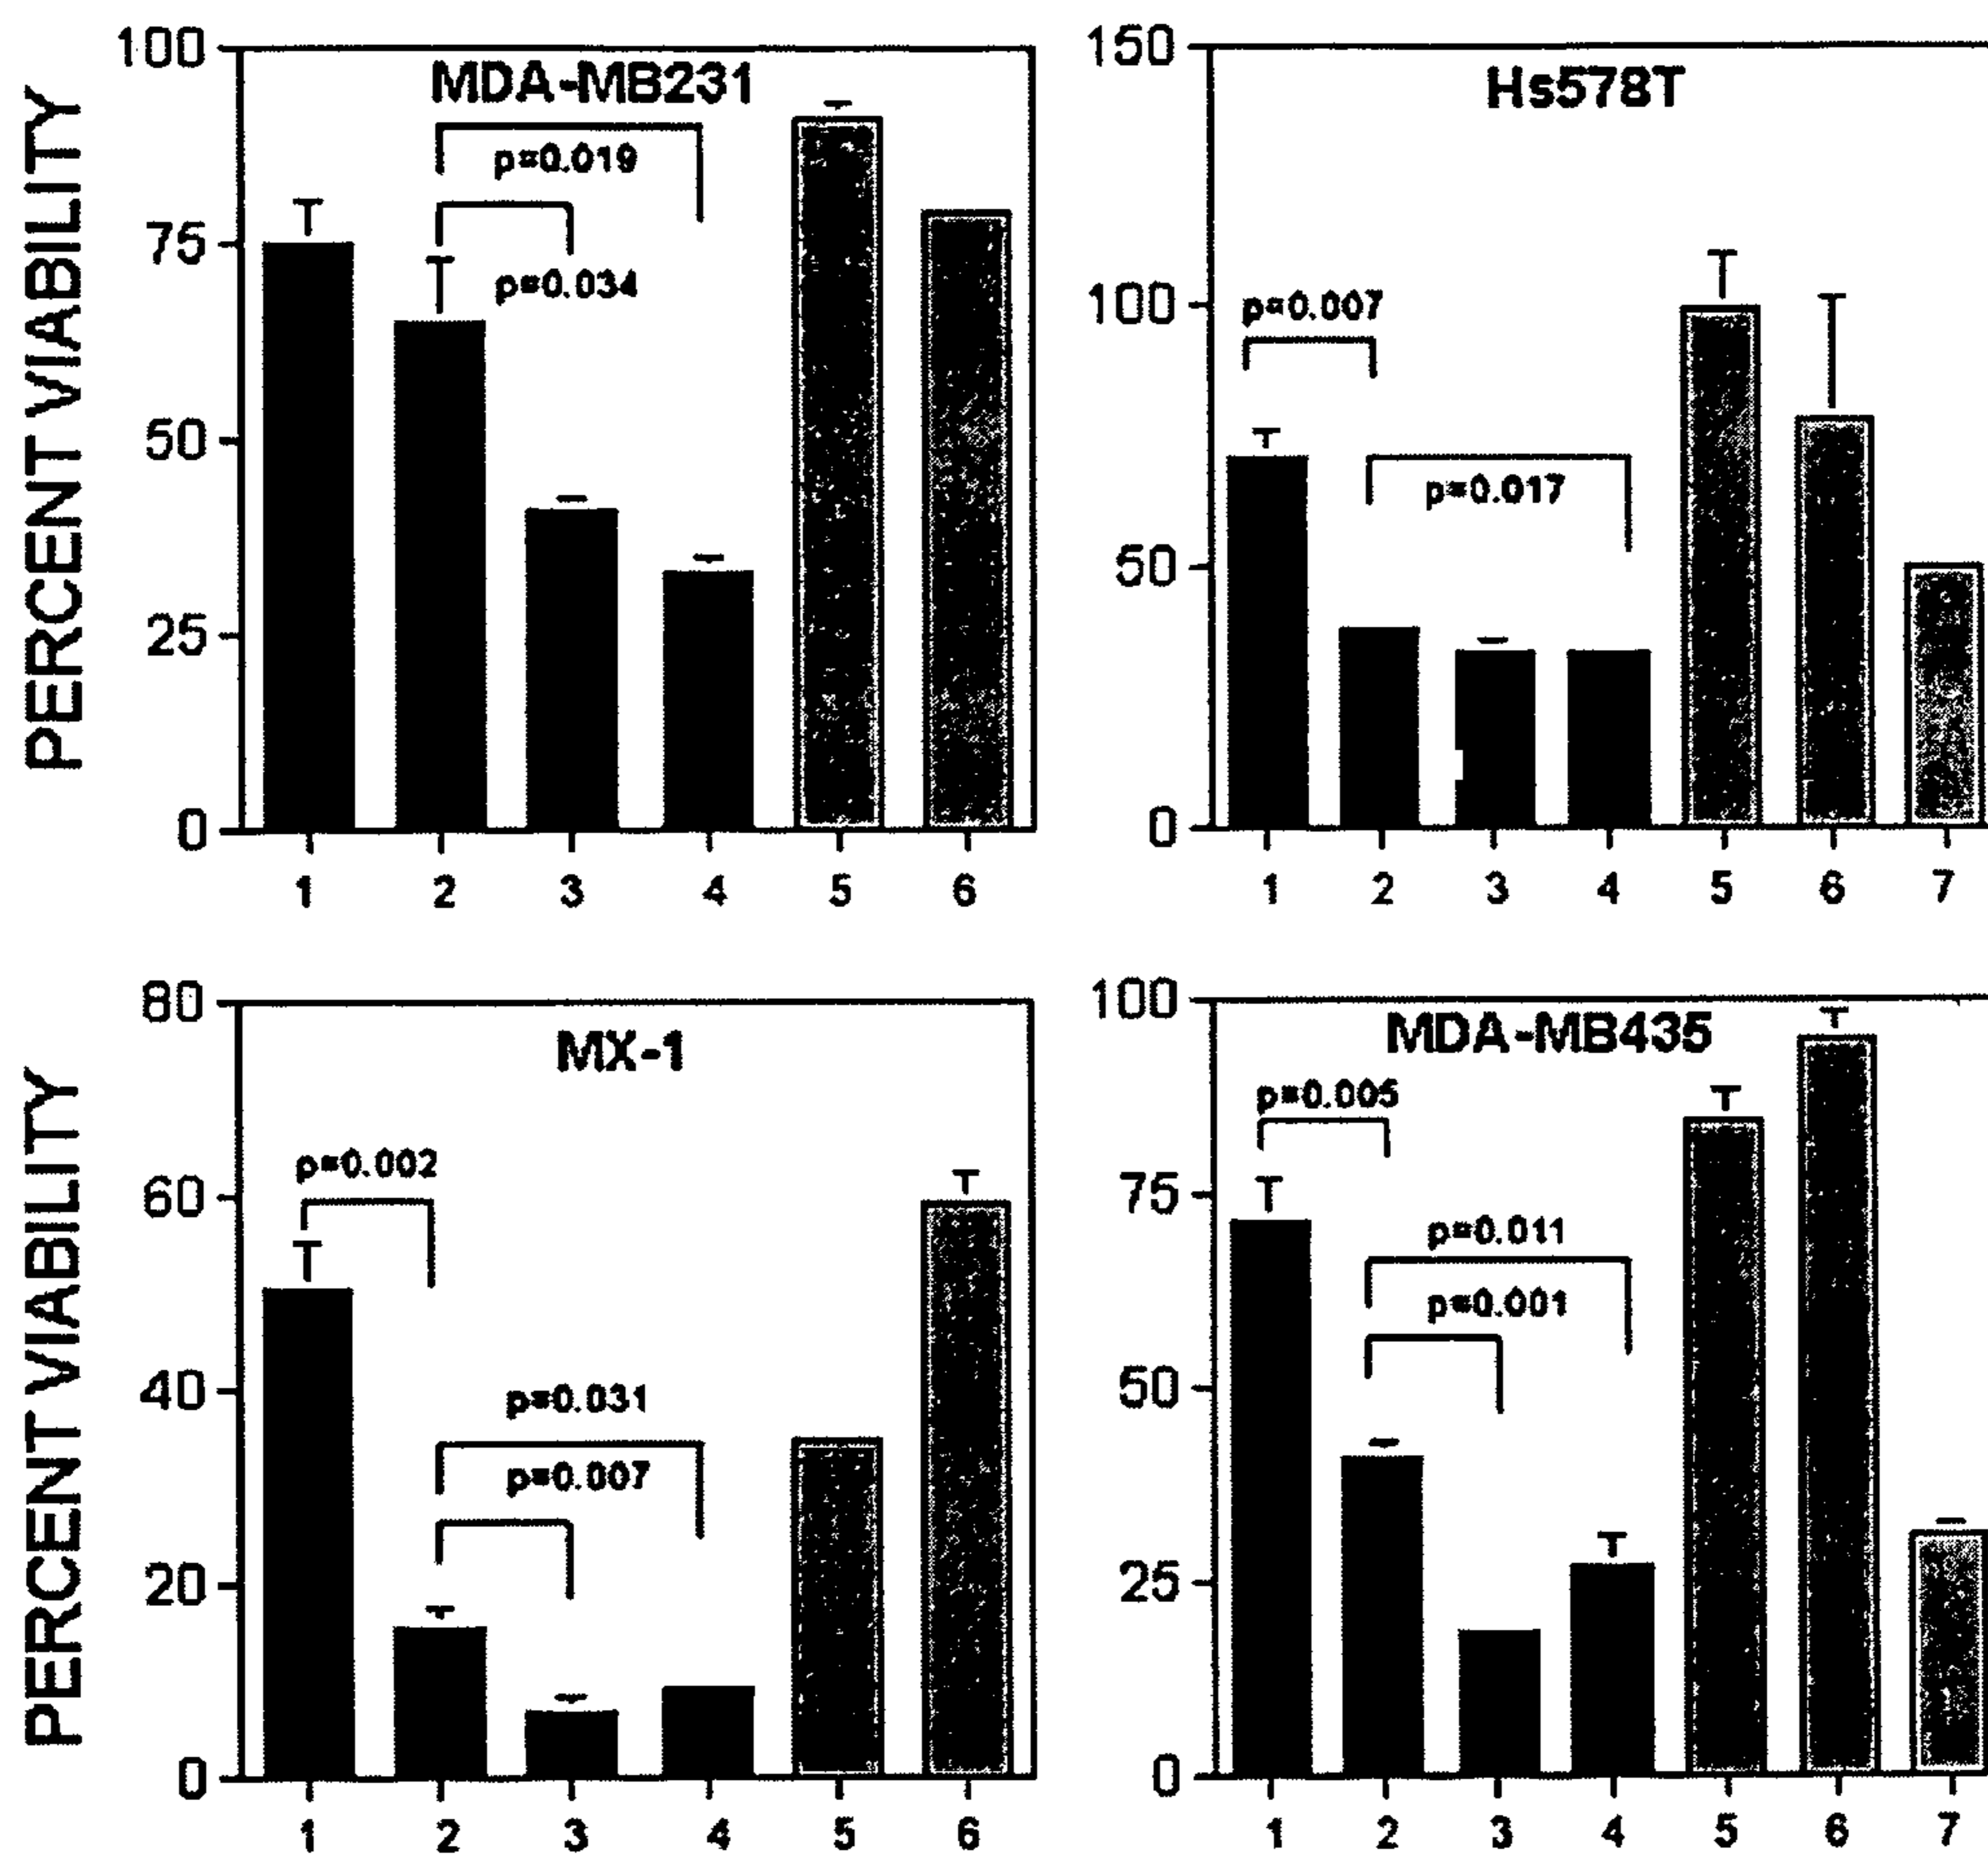 PERCENT VIABILITY
MDA-MB231
100
75
50
25
0
p=0.019
p=0.034
1 2 3 4 5 6
Hs578T
150
100
50
0
p=0.007
p=0.017
1 2 3 4 5 6 7
PERCENT VIABILITY
MX-1
80
60
40
20
0
p=0.002
p=0.031
p=0.007
1 2 3 4 5 6
MDA-MB435
100
75
50
25
0
p=0.005
p=0.011
p=0.001
1 2 3 4 5 6 7